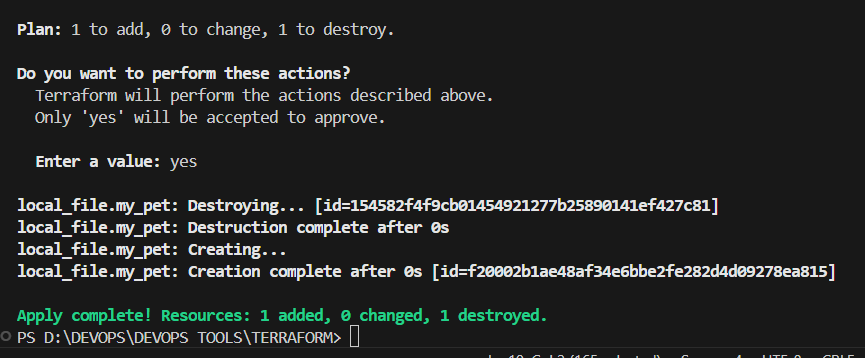 Plan: 1 to add, 0 to change, 1 to destroy.
Do you want to perform these actions?
Terraform will perform the actions described above.
Only 'yes' will be accepted to approve.
Enter a value: yes
local_file.my_pet: Destroying... [id=154582f4f9cb01454921277b25890141ef427c81]
local_file.my_pet: Destruction complete after 0s
local_file.my_pet: Creating...
local_file.my_pet: Creation complete after 0s [id=f20002b1ae48af34e6bbe2fe282d4d09278ea815]
Apply complete! Resources: 1 added, 0 changed, 1 destroyed.
PS D:\DEVOPS\DEVOPS TOOLS\TERRAFORM>